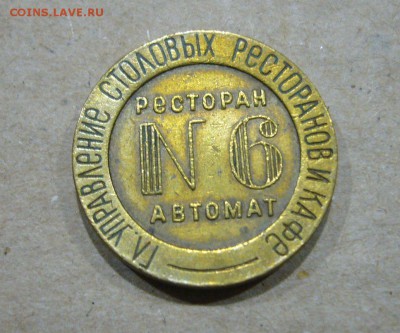 COINS.LAVE.RU
ГЛ. УПРАВЛЕНИЕ СТОЛОВЫХ РЕСТОРАНОВ И КАФЕ
РЕСТОРАН
N 6
АВТОМАТ